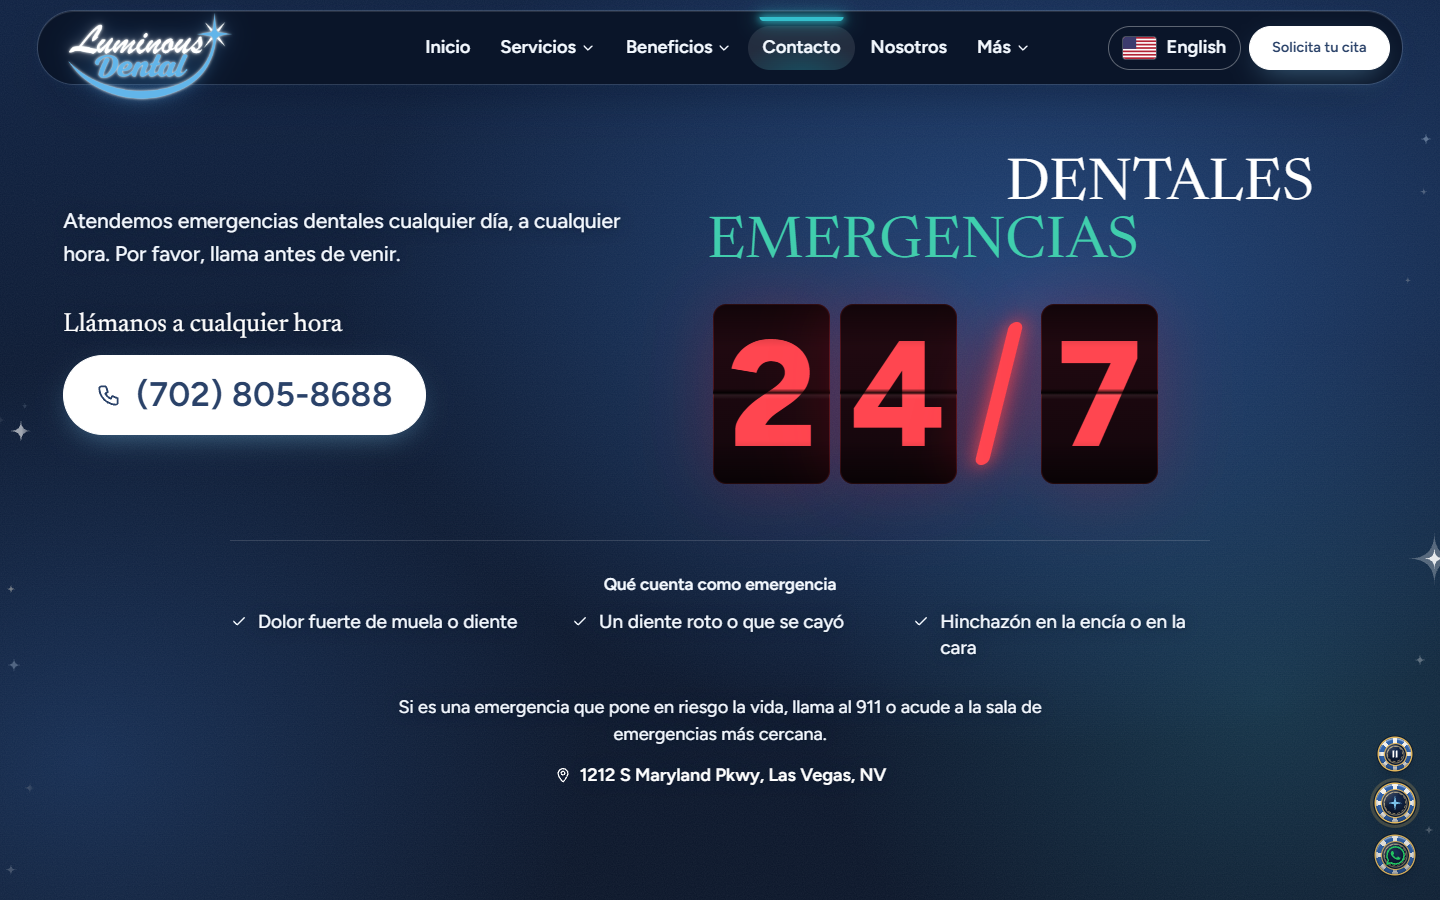 Luminous
Dental
Inicio
Servicios
Beneficios
Contacto
Nosotros
Más
English
Solicita tu cita
DENTALES
EMERGENCIAS
Atendemos emergencias dentales cualquier día, a cualquier
hora. Por favor, llama antes de venir.
Llámanos a cualquier hora
(702) 805-8688
24/7
Qué cuenta como emergencia
Dolor fuerte de muela o diente
Un diente roto o que se cayó
Hinchazón en la encía o en la
cara
Si es una emergencia que pone en riesgo la vida, llama al 911 o acude a la sala de
emergencias más cercana.
1212 S Maryland Pkwy, Las Vegas, NV